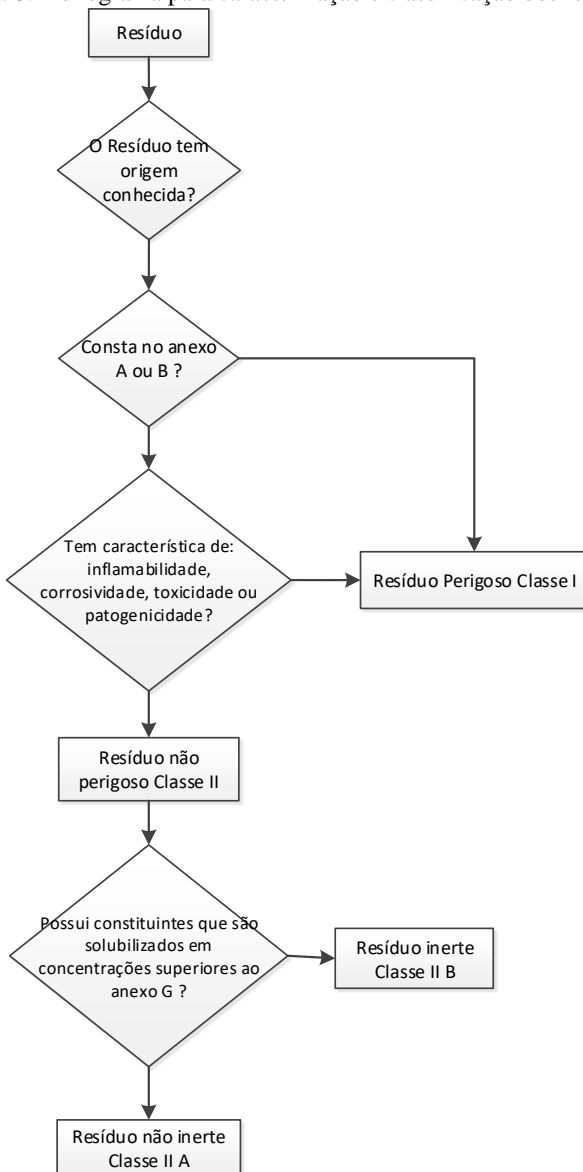 Resíduo
O Resíduo tem
origem
conhecida?
Consta no anexo
A ou B ?
Tem característica de:
inflamabilidade,
corrosividade, toxicidade ou
patogenicidade?
Resíduo Perigoso Classe I
Resíduo não
perigoso Classe II
Possui constituintes que são
solubilizados em
concentrações superiores ao
anexo G ?
Resíduo inerte
Classe II B
Resíduo não inerte
Classe II A